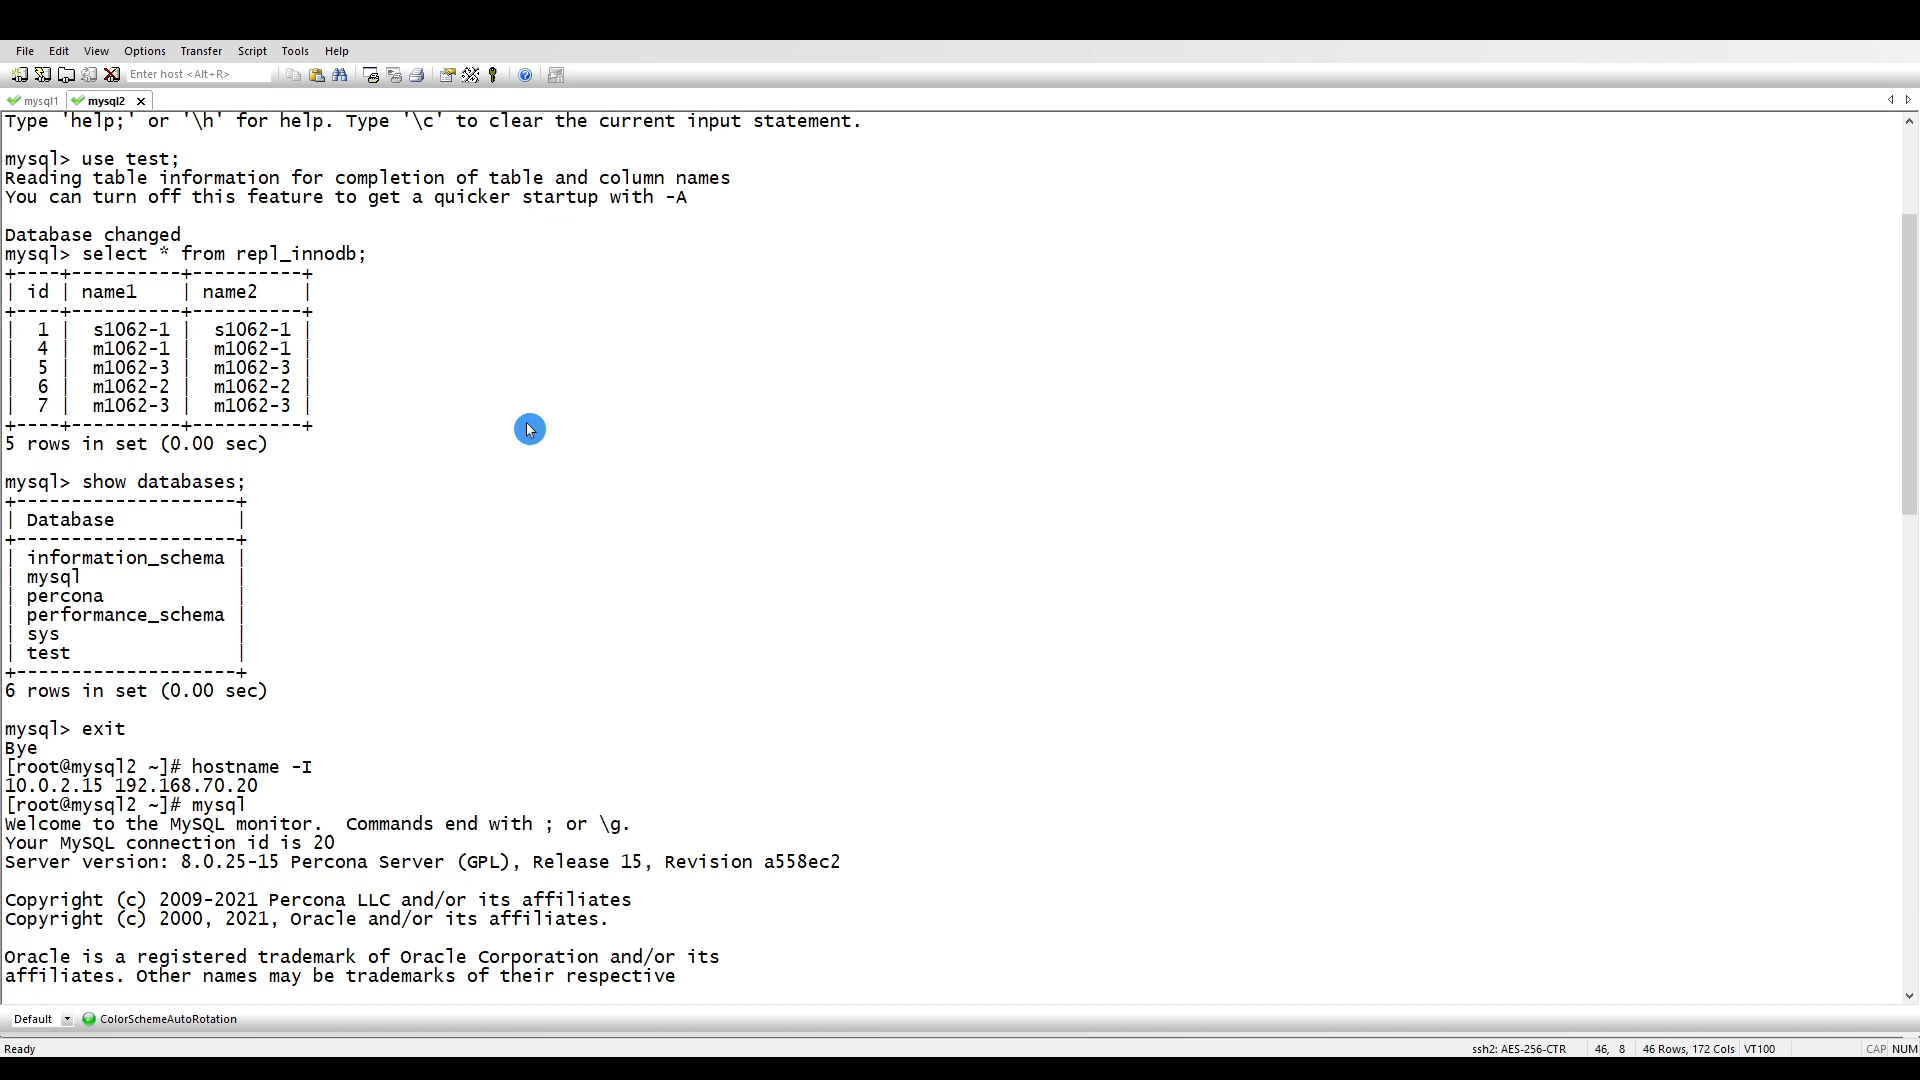 File Edit View Options Transfer Script Tools Help
Enter host <Alt+R>
mysql1 mysql2
Type 'help;' or '\h' for help. Type '\c' to clear the current input statement.
mysql> use test;
Reading table information for completion of table and column names
You can turn off this feature to get a quicker startup with -A
Database changed
mysql> select * from repl_innodb;
+----+----------+----------+
| id | name1    | name2    |
+----+----------+----------+
|  1 |  s1062-1 |  s1062-1 |
|  4 |  m1062-1 |  m1062-1 |
|  5 |  m1062-3 |  m1062-3 |
|  6 |  m1062-2 |  m1062-2 |
|  7 |  m1062-3 |  m1062-3 |
+----+----------+----------+
5 rows in set (0.00 sec)
mysql> show databases;
+--------------------+
| Database           |
+--------------------+
| information_schema |
| mysql              |
| percona            |
| performance_schema |
| sys                |
| test               |
+--------------------+
6 rows in set (0.00 sec)
mysql> exit
Bye
[root@mysql2 ~]# hostname -I
10.0.2.15 192.168.70.20
[root@mysql2 ~]# mysql
Welcome to the MySQL monitor.  Commands end with ; or \g.
Your MySQL connection id is 20
Server version: 8.0.25-15 Percona Server (GPL), Release 15, Revision a558ec2
Copyright (c) 2009-2021 Percona LLC and/or its affiliates
Copyright (c) 2000, 2021, Oracle and/or its affiliates.
Oracle is a registered trademark of Oracle Corporation and/or its
affiliates. Other names may be trademarks of their respective
Default ColorSchemeAutoRotation
Ready ssh2: AES-256-CTR 46, 8 46 Rows, 172 Cols VT100 CAP NUM